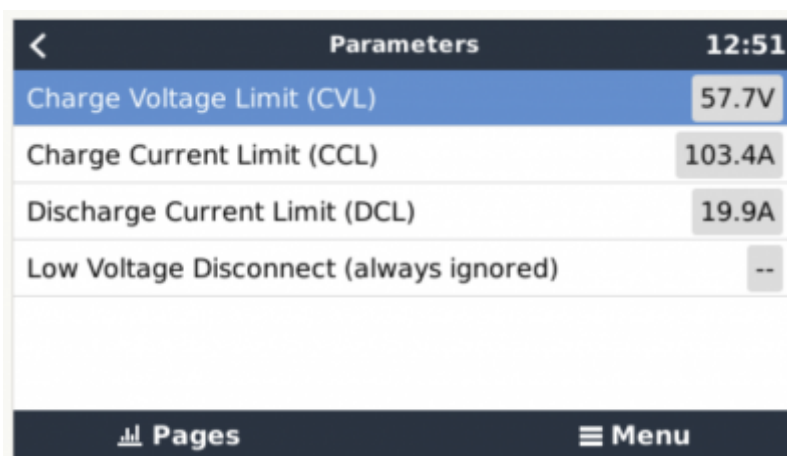 Parameters 12:51
Charge Voltage Limit (CVL) 57.7V
Charge Current Limit (CCL) 103.4A
Discharge Current Limit (DCL) 19.9A
Low Voltage Disconnect (always ignored) --
Pages Menu